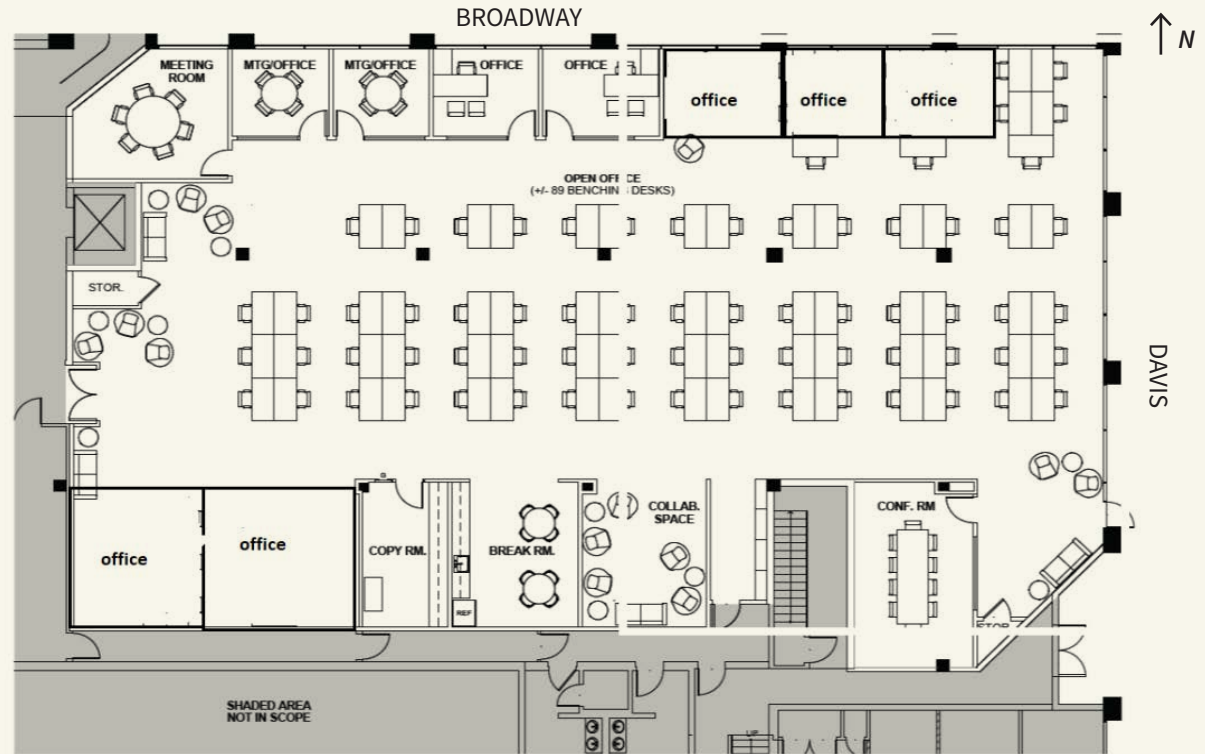 BROADWAY
N
MEETING
ROOM
MTG/OFFICE
MTG/OFFICE
OFFICE
OFFICE
office
office
office
OPEN OFFICE
(+/- 89 BENCHING DESKS)
STOR.
DAVIS
office
office
COPY RM.
BREAK RM.
REF
COLLAB.
SPACE
CONF. RM
STOR.
SHADED AREA
NOT IN SCOPE
UP